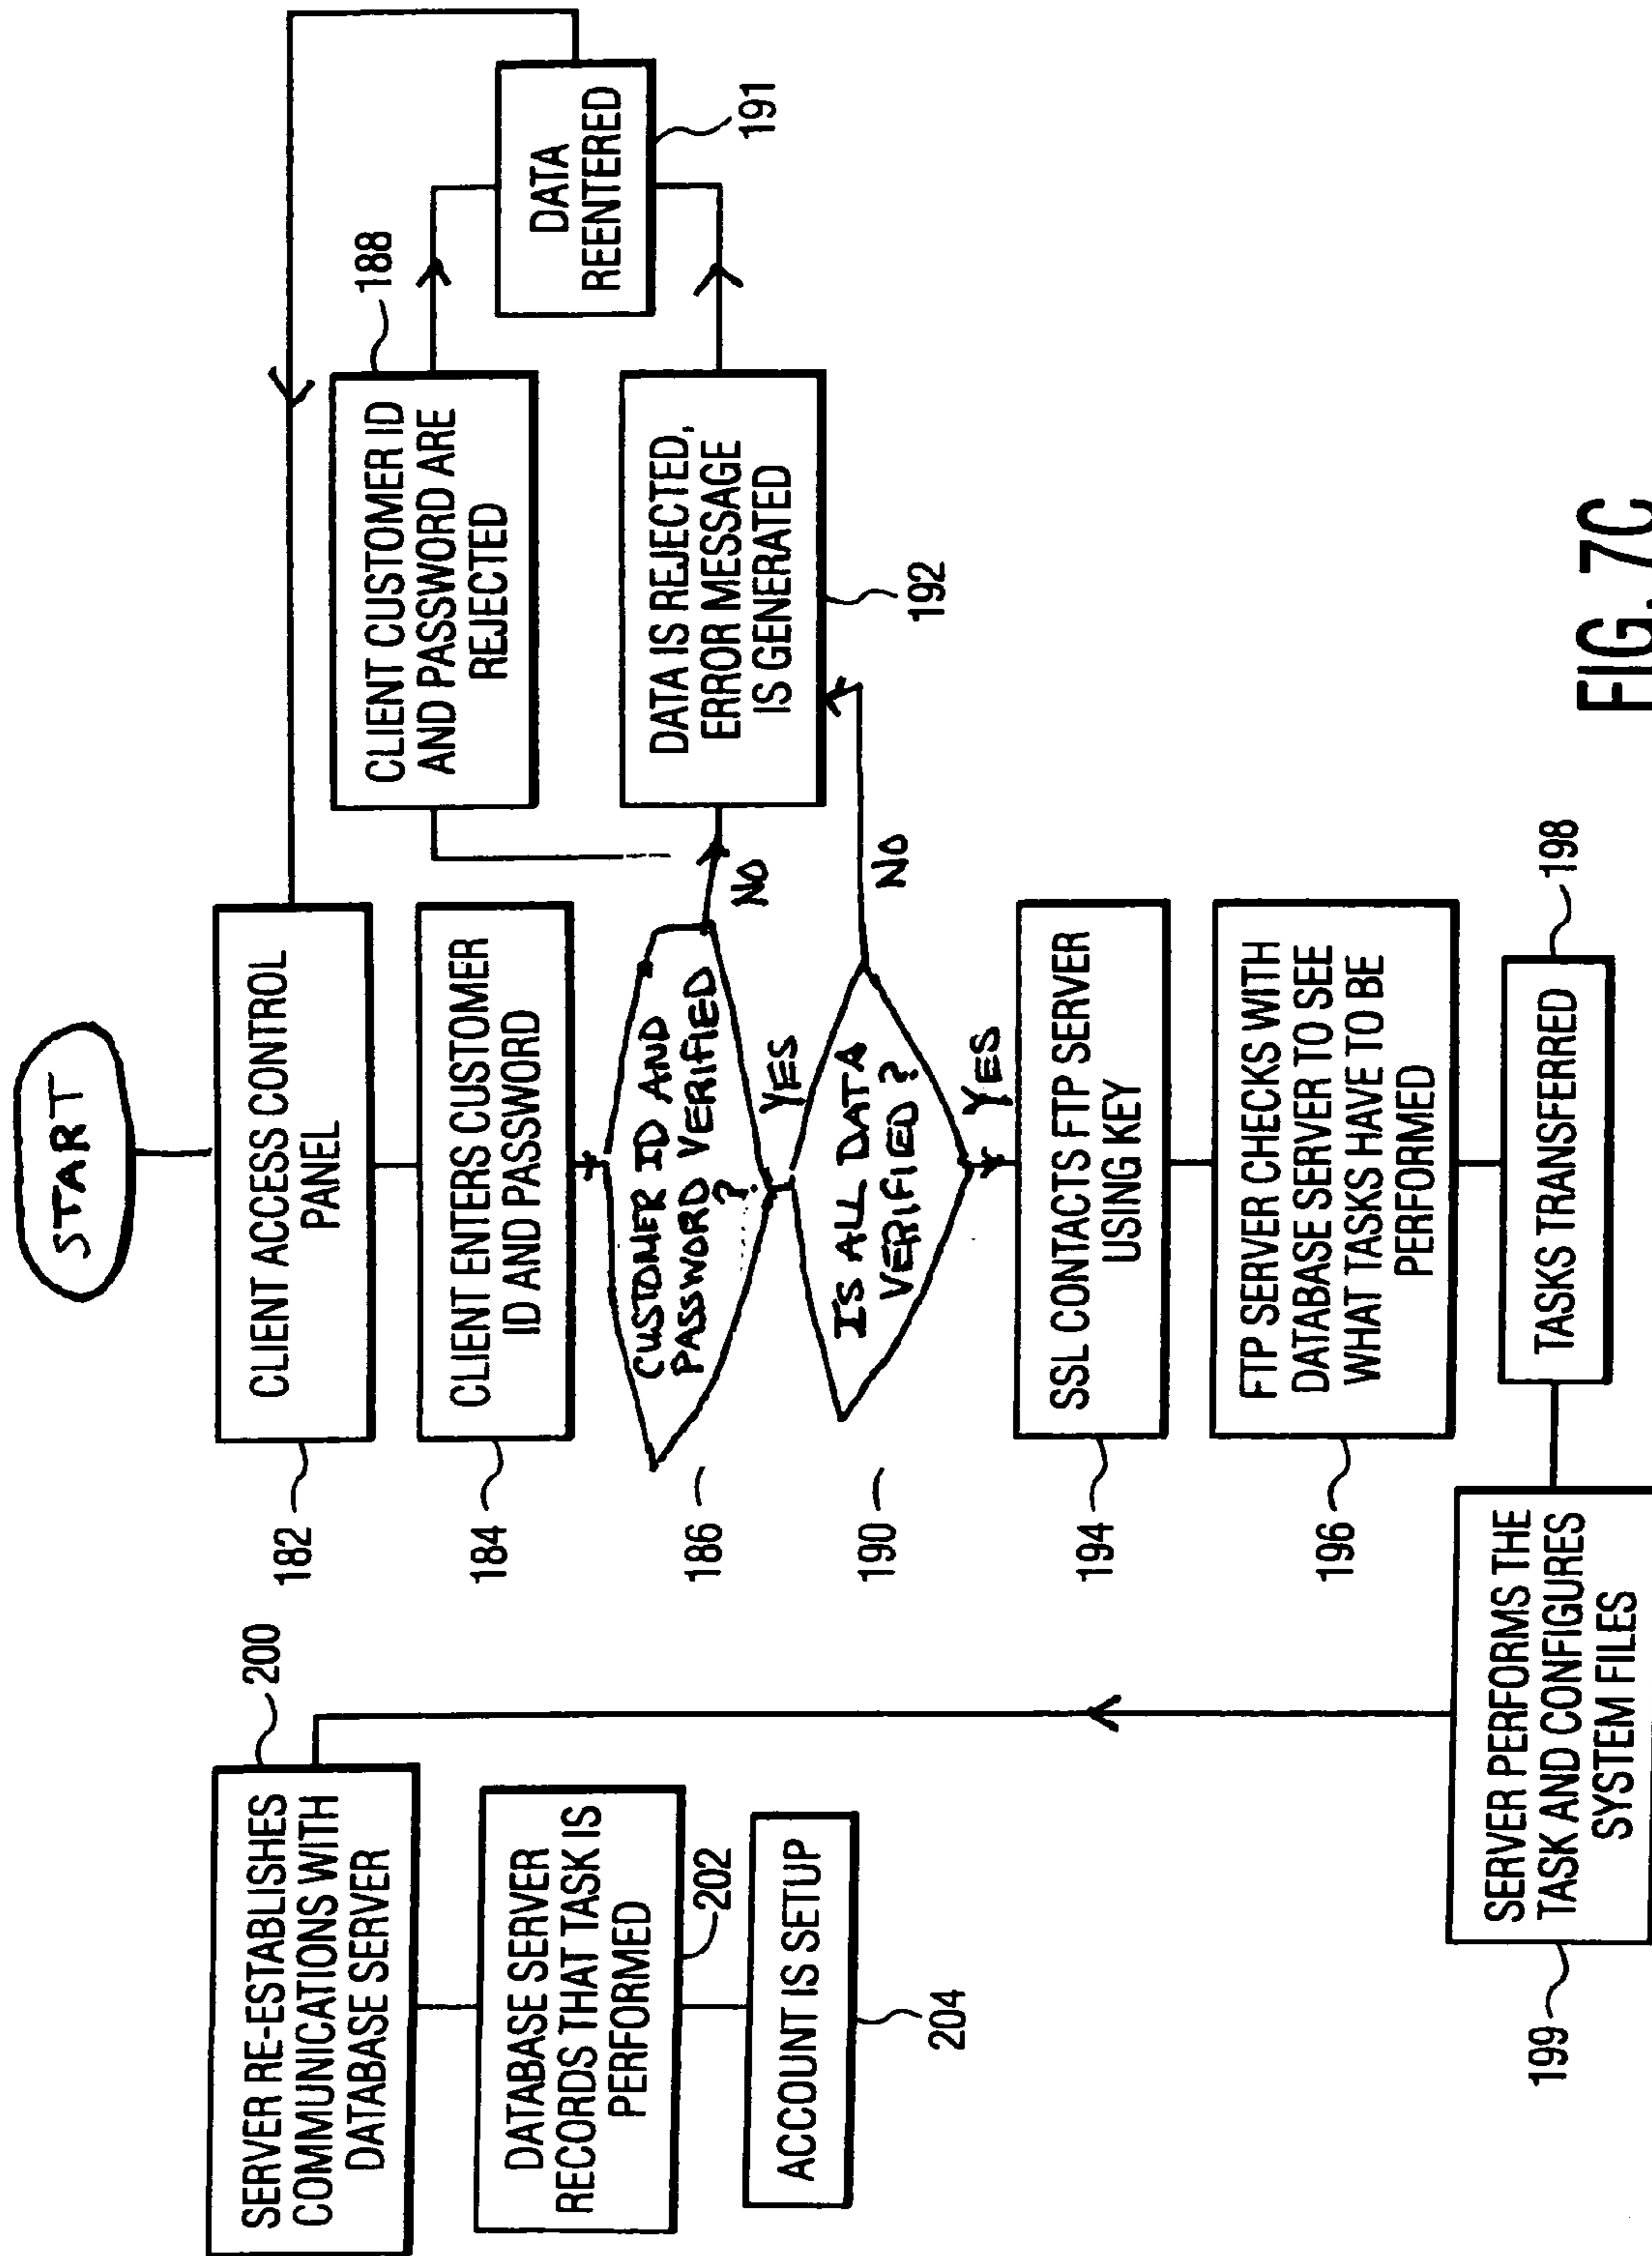 START
CLIENT ACCESS CONTROL
PANEL
182
CLIENT ENTERS CUSTOMER
ID AND PASSWORD
184
CUSTOMER ID AND
PASSWORD VERIFIED
?
186
NO
YES
CLIENT CUSTOMER ID
AND PASSWORD ARE
REJECTED
188
IS ALL DATA
VERIFIED?
190
NO
YES
DATA IS REJECTED,
ERROR MESSAGE
IS GENERATED
192
DATA
REENTERED
191
SSL CONTACTS FTP SERVER
USING KEY
194
FTP SERVER CHECKS WITH
DATABASE SERVER TO SEE
WHAT TASKS HAVE TO BE
PERFORMED
196
TASKS TRANSFERRED
198
SERVER PERFORMS THE
TASK AND CONFIGURES
SYSTEM FILES
199
SERVER RE-ESTABLISHES
COMMUNICATIONS WITH
DATABASE SERVER
200
DATABASE SERVER
RECORDS THAT TASK IS
PERFORMED
202
ACCOUNT IS SETUP
204
FIG. 7C